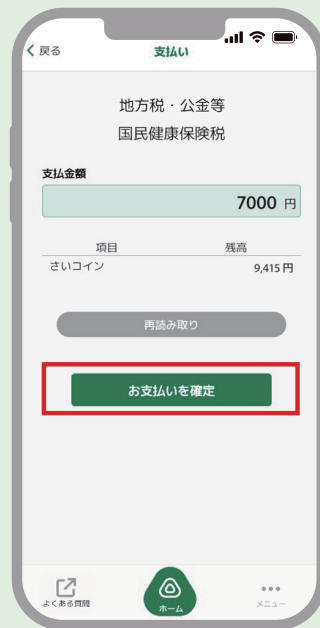 戻る
支払い
地方税・公金等
国民健康保険税
支払金額
7000 円
項目 残高
さいコイン 9,415 円
再読み取り
お支払いを確定
よくある質問
ホーム
メニュー